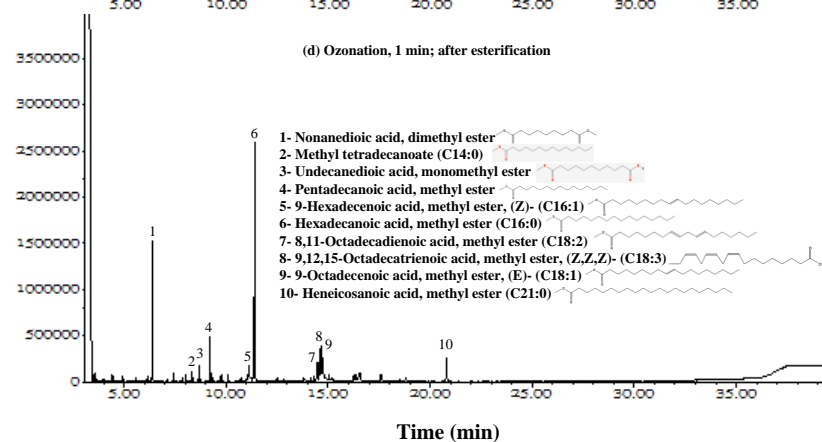 5.00 10.00 15.00 20.00 25.00 30.00 35.00
(d) Ozonation, 1 min; after esterification
3500000
3000000
2500000
2000000
1500000
1000000
500000
0
1- Nonanedioic acid, dimethyl ester
2- Methyl tetradecanoate (C14:0)
3- Undecanedioic acid, monomethyl ester
4- Pentadecanoic acid, methyl ester
5- 9-Hexadecenoic acid, methyl ester, (Z)- (C16:1)
6- Hexadecanoic acid, methyl ester (C16:0)
7- 8,11-Octadecadienoic acid, methyl ester (C18:2)
8- 9,12,15-Octadecatrienoic acid, methyl ester, (Z,Z,Z)- (C18:3)
9- 9-Octadecenoic acid, methyl ester, (E)- (C18:1)
10- Heneicosanoic acid, methyl ester (C21:0)
1 2 3 4 5 6 7 8 9 10
5.00 10.00 15.00 20.00 25.00 30.00 35.00
Time (min)